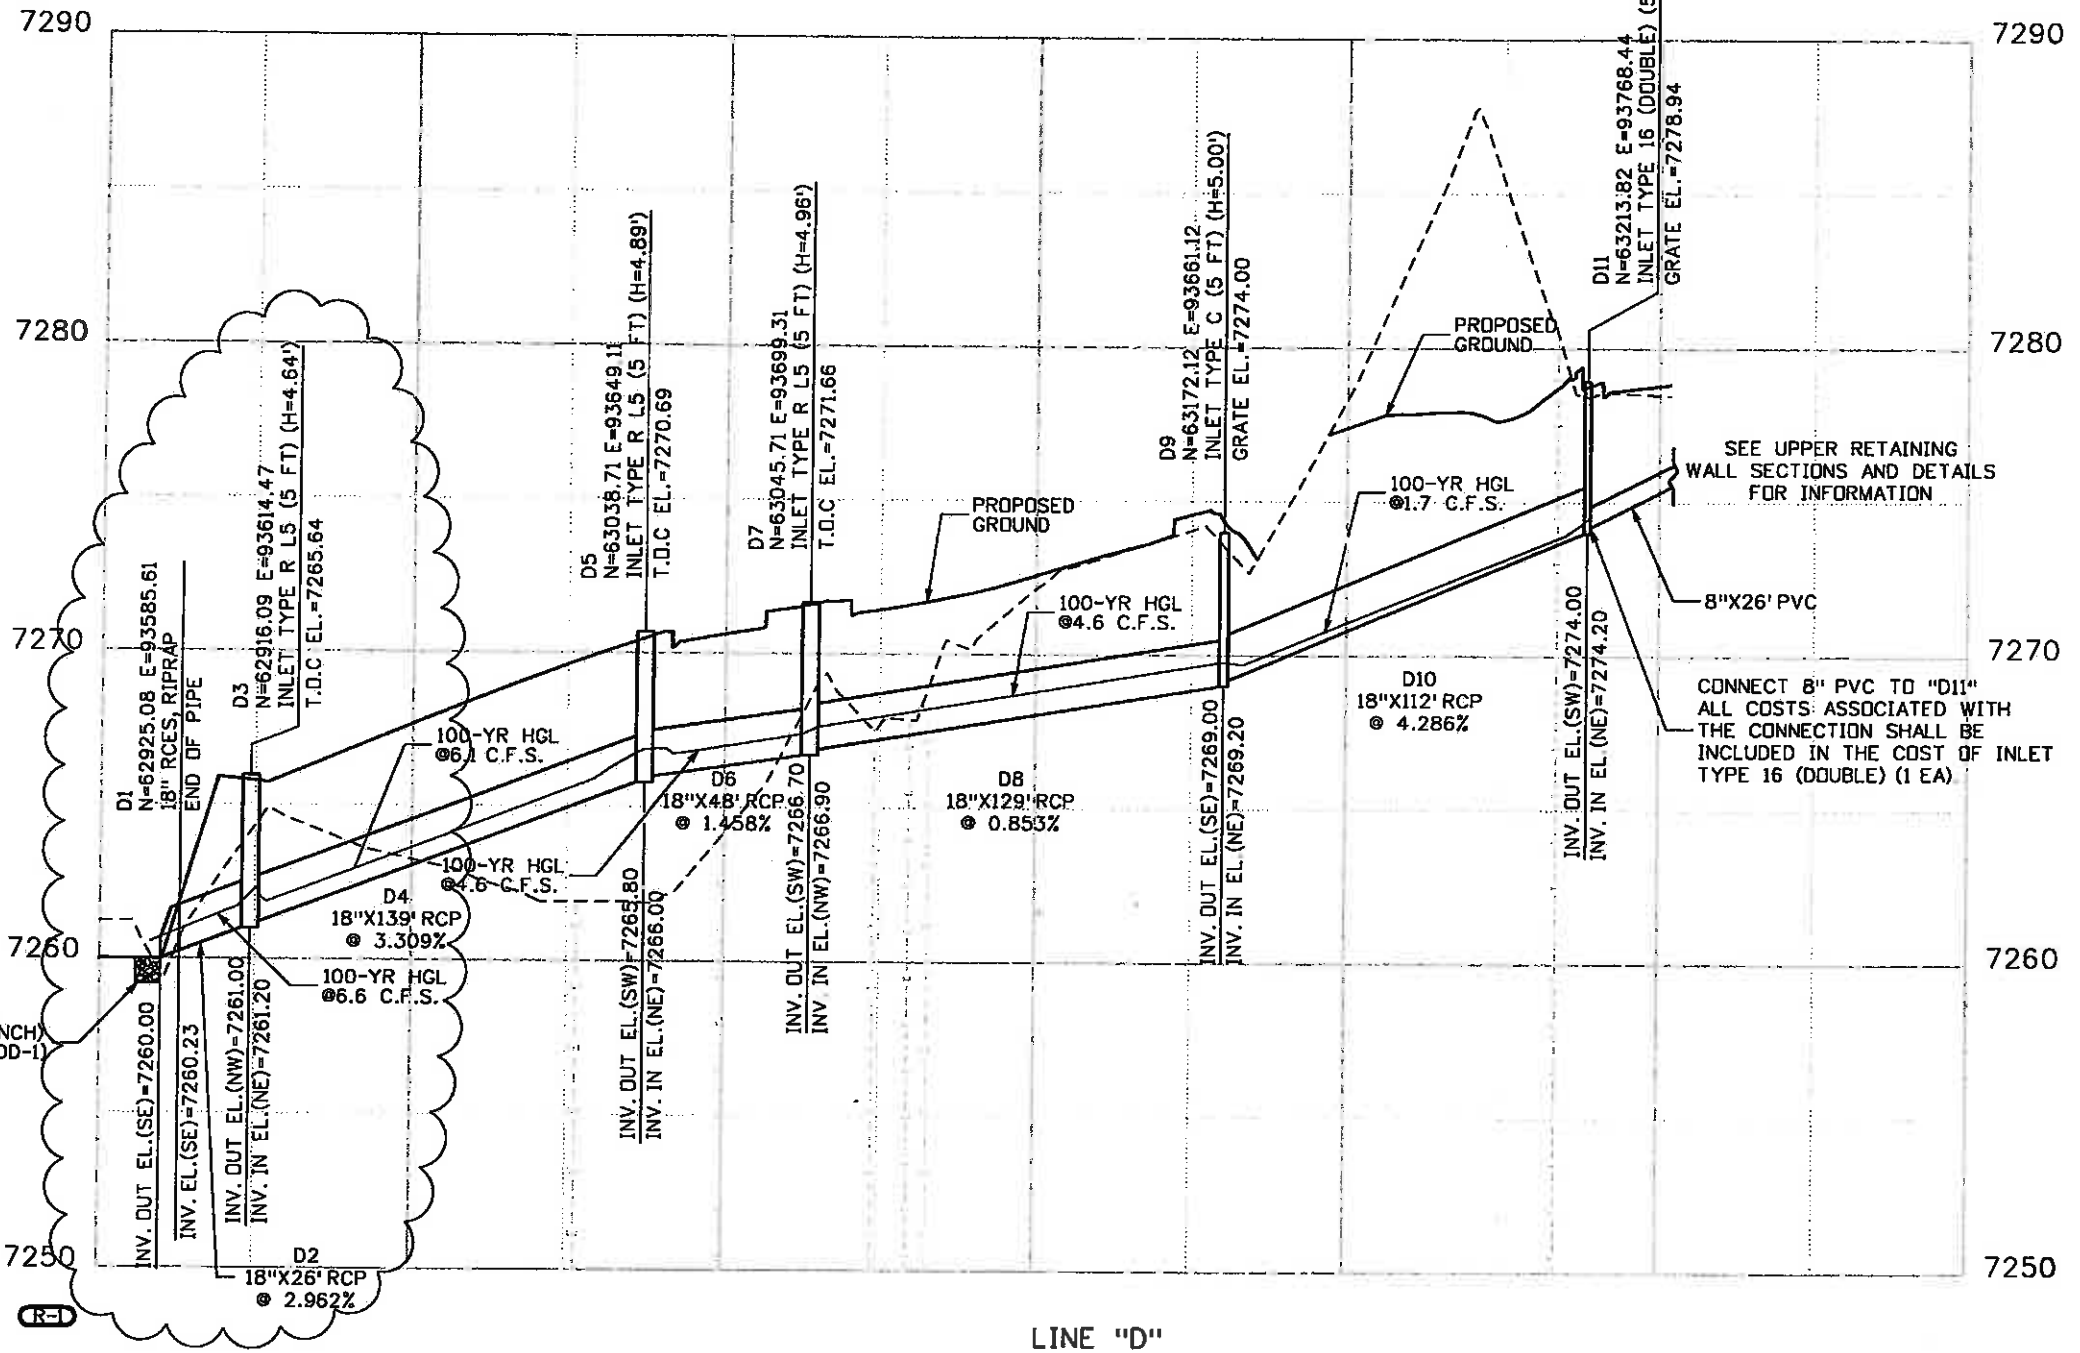 7290
7290
7280
7280
7270
7270
7260
7260
7250
7250
D1
N=62925.08 E=93585.61
18" RCES, RIPRAP
END OF PIPE
D3
N=62916.09 E=93614.47
INLET TYPE R L5 (5 FT) (H=4.64')
T.O.C EL.=7265.64
D5
N=63038.71 E=93649.11
INLET TYPE R L5 (5 FT) (H=4.89')
T.O.C EL.=7270.69
D7
N=63045.71 E=93699.31
INLET TYPE R L5 (5 FT) (H=4.96')
T.O.C EL.=7271.66
D9
N=63172.12 E=93661.12
INLET TYPE C (5 FT) (H=5.00')
GRATE EL.=7274.00
D11
N=63213.82 E=93768.44
INLET TYPE 16 (DOUBLE) (5
GRATE EL.=7278.94
PROPOSED
GROUND
PROPOSED
GROUND
100-YR HGL
@6.1 C.F.S.
100-YR HGL
@4.6 C.F.S.
100-YR HGL
@4.6 C.F.S.
100-YR HGL
@1.7 C.F.S.
100-YR HGL
@6.6 C.F.S.
SEE UPPER RETAINING
WALL SECTIONS AND DETAILS
FOR INFORMATION
8"X26' PVC
CONNECT 8" PVC TO "D11"
ALL COSTS ASSOCIATED WITH
THE CONNECTION SHALL BE
INCLUDED IN THE COST OF INLET
TYPE 16 (DOUBLE) (1 EA)
D4
18"X139' RCP
@ 3.309%
D6
18"X48' RCP
@ 1.458%
D8
18"X129' RCP
@ 0.853%
D10
18"X112' RCP
@ 4.286%
D2
18"X26' RCP
@ 2.962%
NCH)
OD-1)
INV. OUT EL.(SE)=7260.00
INV. EL.(SE)=7260.23
INV. OUT EL.(NW)=7261.00
INV. IN EL.(NE)=7261.20
INV. OUT EL.(SW)=7265.80
INV. IN EL.(NE)=7266.00
INV. OUT EL.(SW)=7266.70
INV. IN EL.(NW)=7266.90
INV. OUT EL.(SE)=7269.00
INV. IN EL.(NE)=7269.20
INV. OUT EL.(SW)=7274.00
INV. IN EL.(NE)=7274.20
R-1
LINE "D"